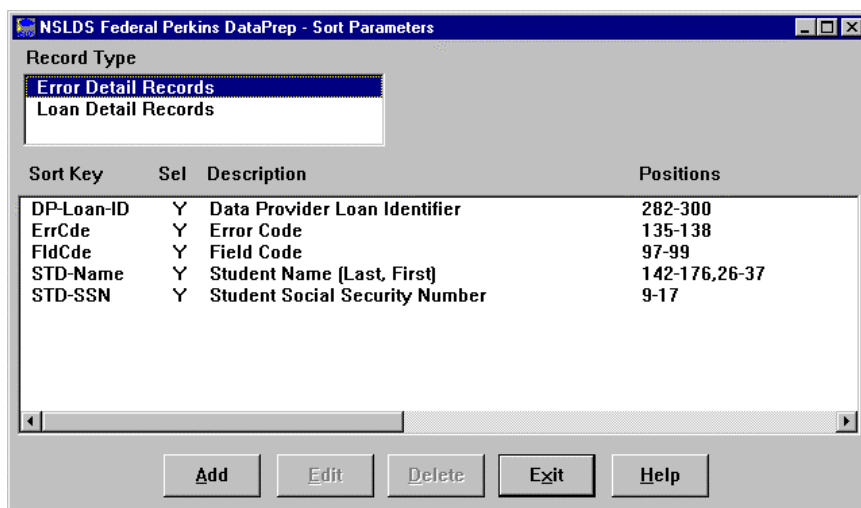 NSLDS Federal Perkins DataPrep - Sort Parameters
Record Type
Error Detail Records
Loan Detail Records
Sort Key Sel Description Positions
DP-Loan-ID Y Data Provider Loan Identifier 282-300
ErrCde Y Error Code 135-138
FldCde Y Field Code 97-99
STD-Name Y Student Name (Last, First) 142-176,26-37
STD-SSN Y Student Social Security Number 9-17
Add Edit Delete Exit Help